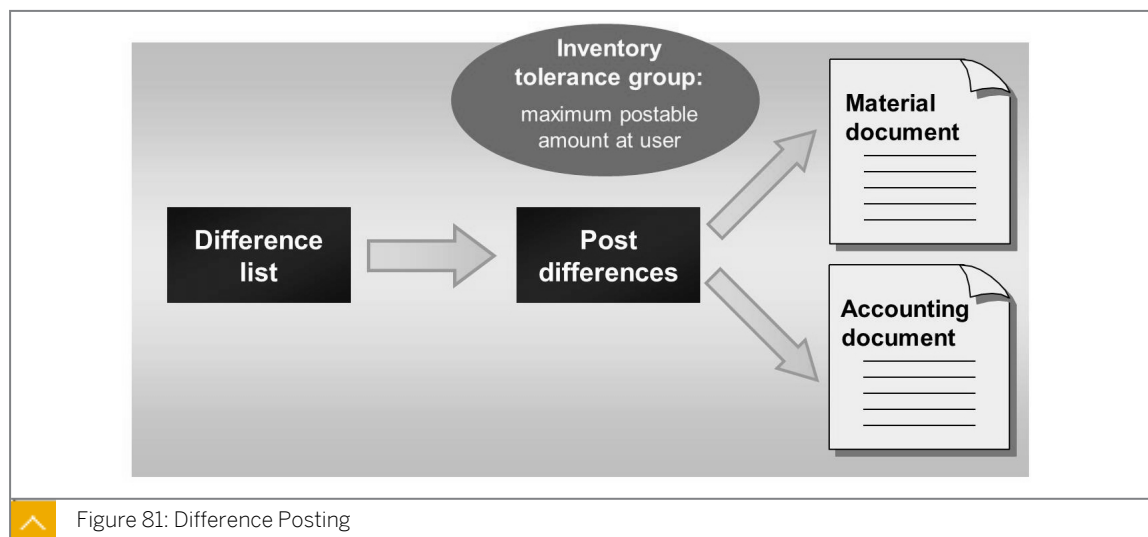 Inventory
tolerance group:
maximum postable
amount at user
Material
document
Difference
list
Post
differences
Accounting
document
Figure 81: Difference Posting